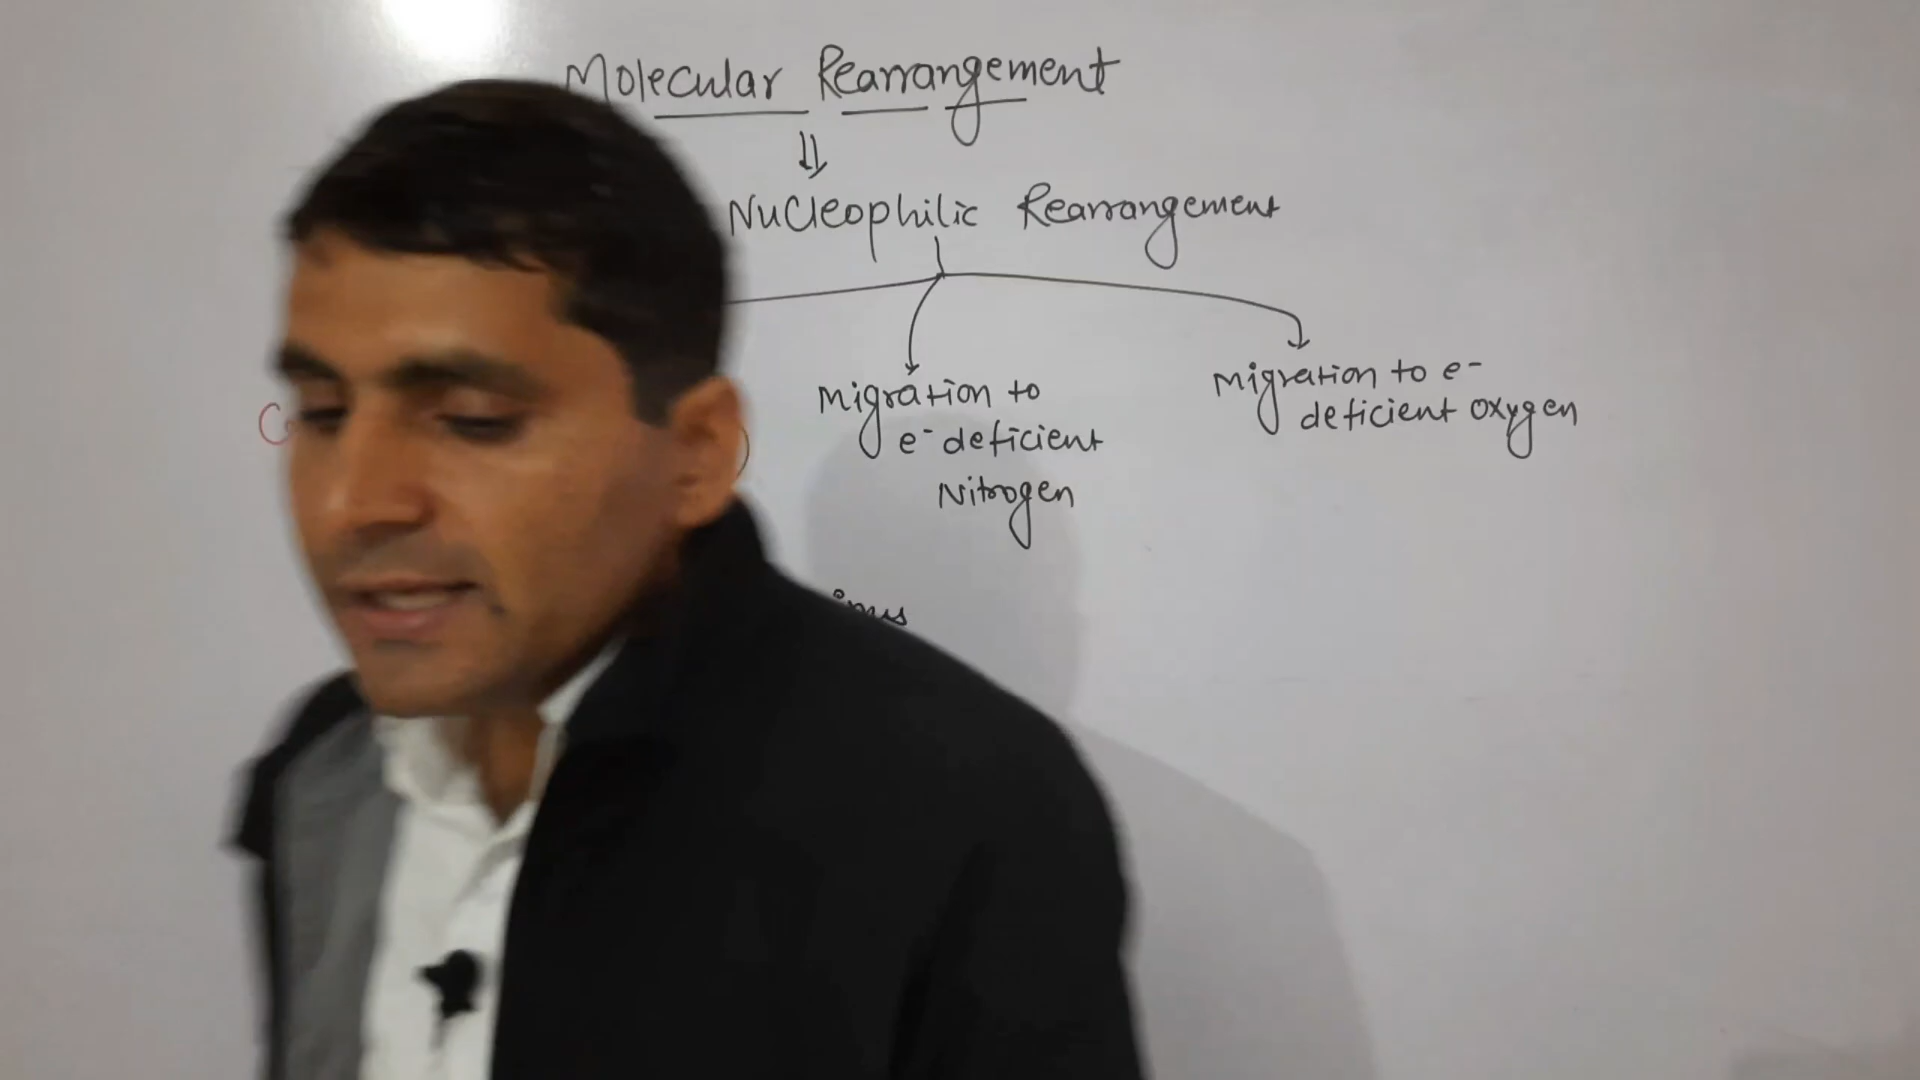 Molecular Rearrangement
Nucleophilic Rearrangement
Migration to
e- deficient
Nitrogen
Migration to e-
deficient oxygen